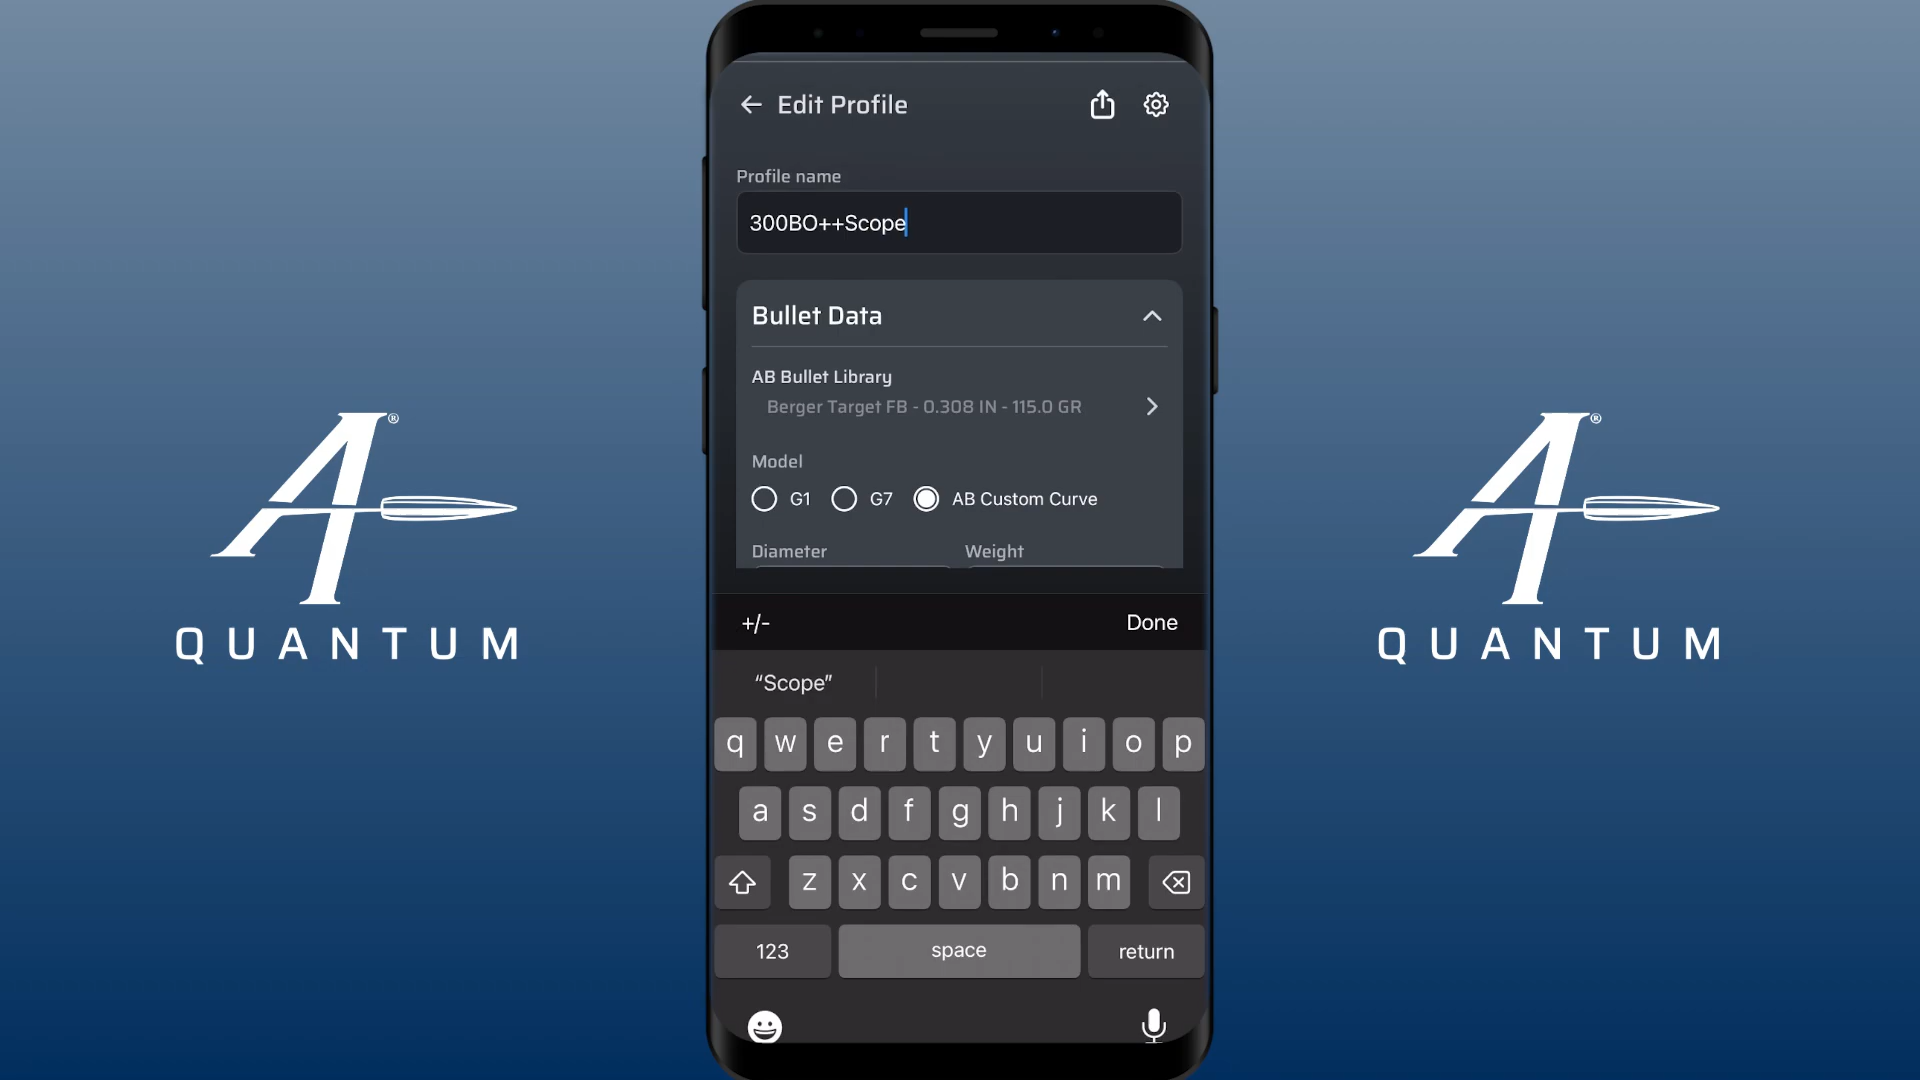 Edit Profile
Profile name
300BO++Scope
Bullet Data
AB Bullet Library
Berger Target FB - 0.308 IN - 115.0 GR
Model
G1 G7 AB Custom Curve
Diameter Weight
+/- Done
“Scope”
q w e r t y u i o p
a s d f g h j k l
z x c v b n m
123 space return
®
QUANTUM
®
QUANTUM